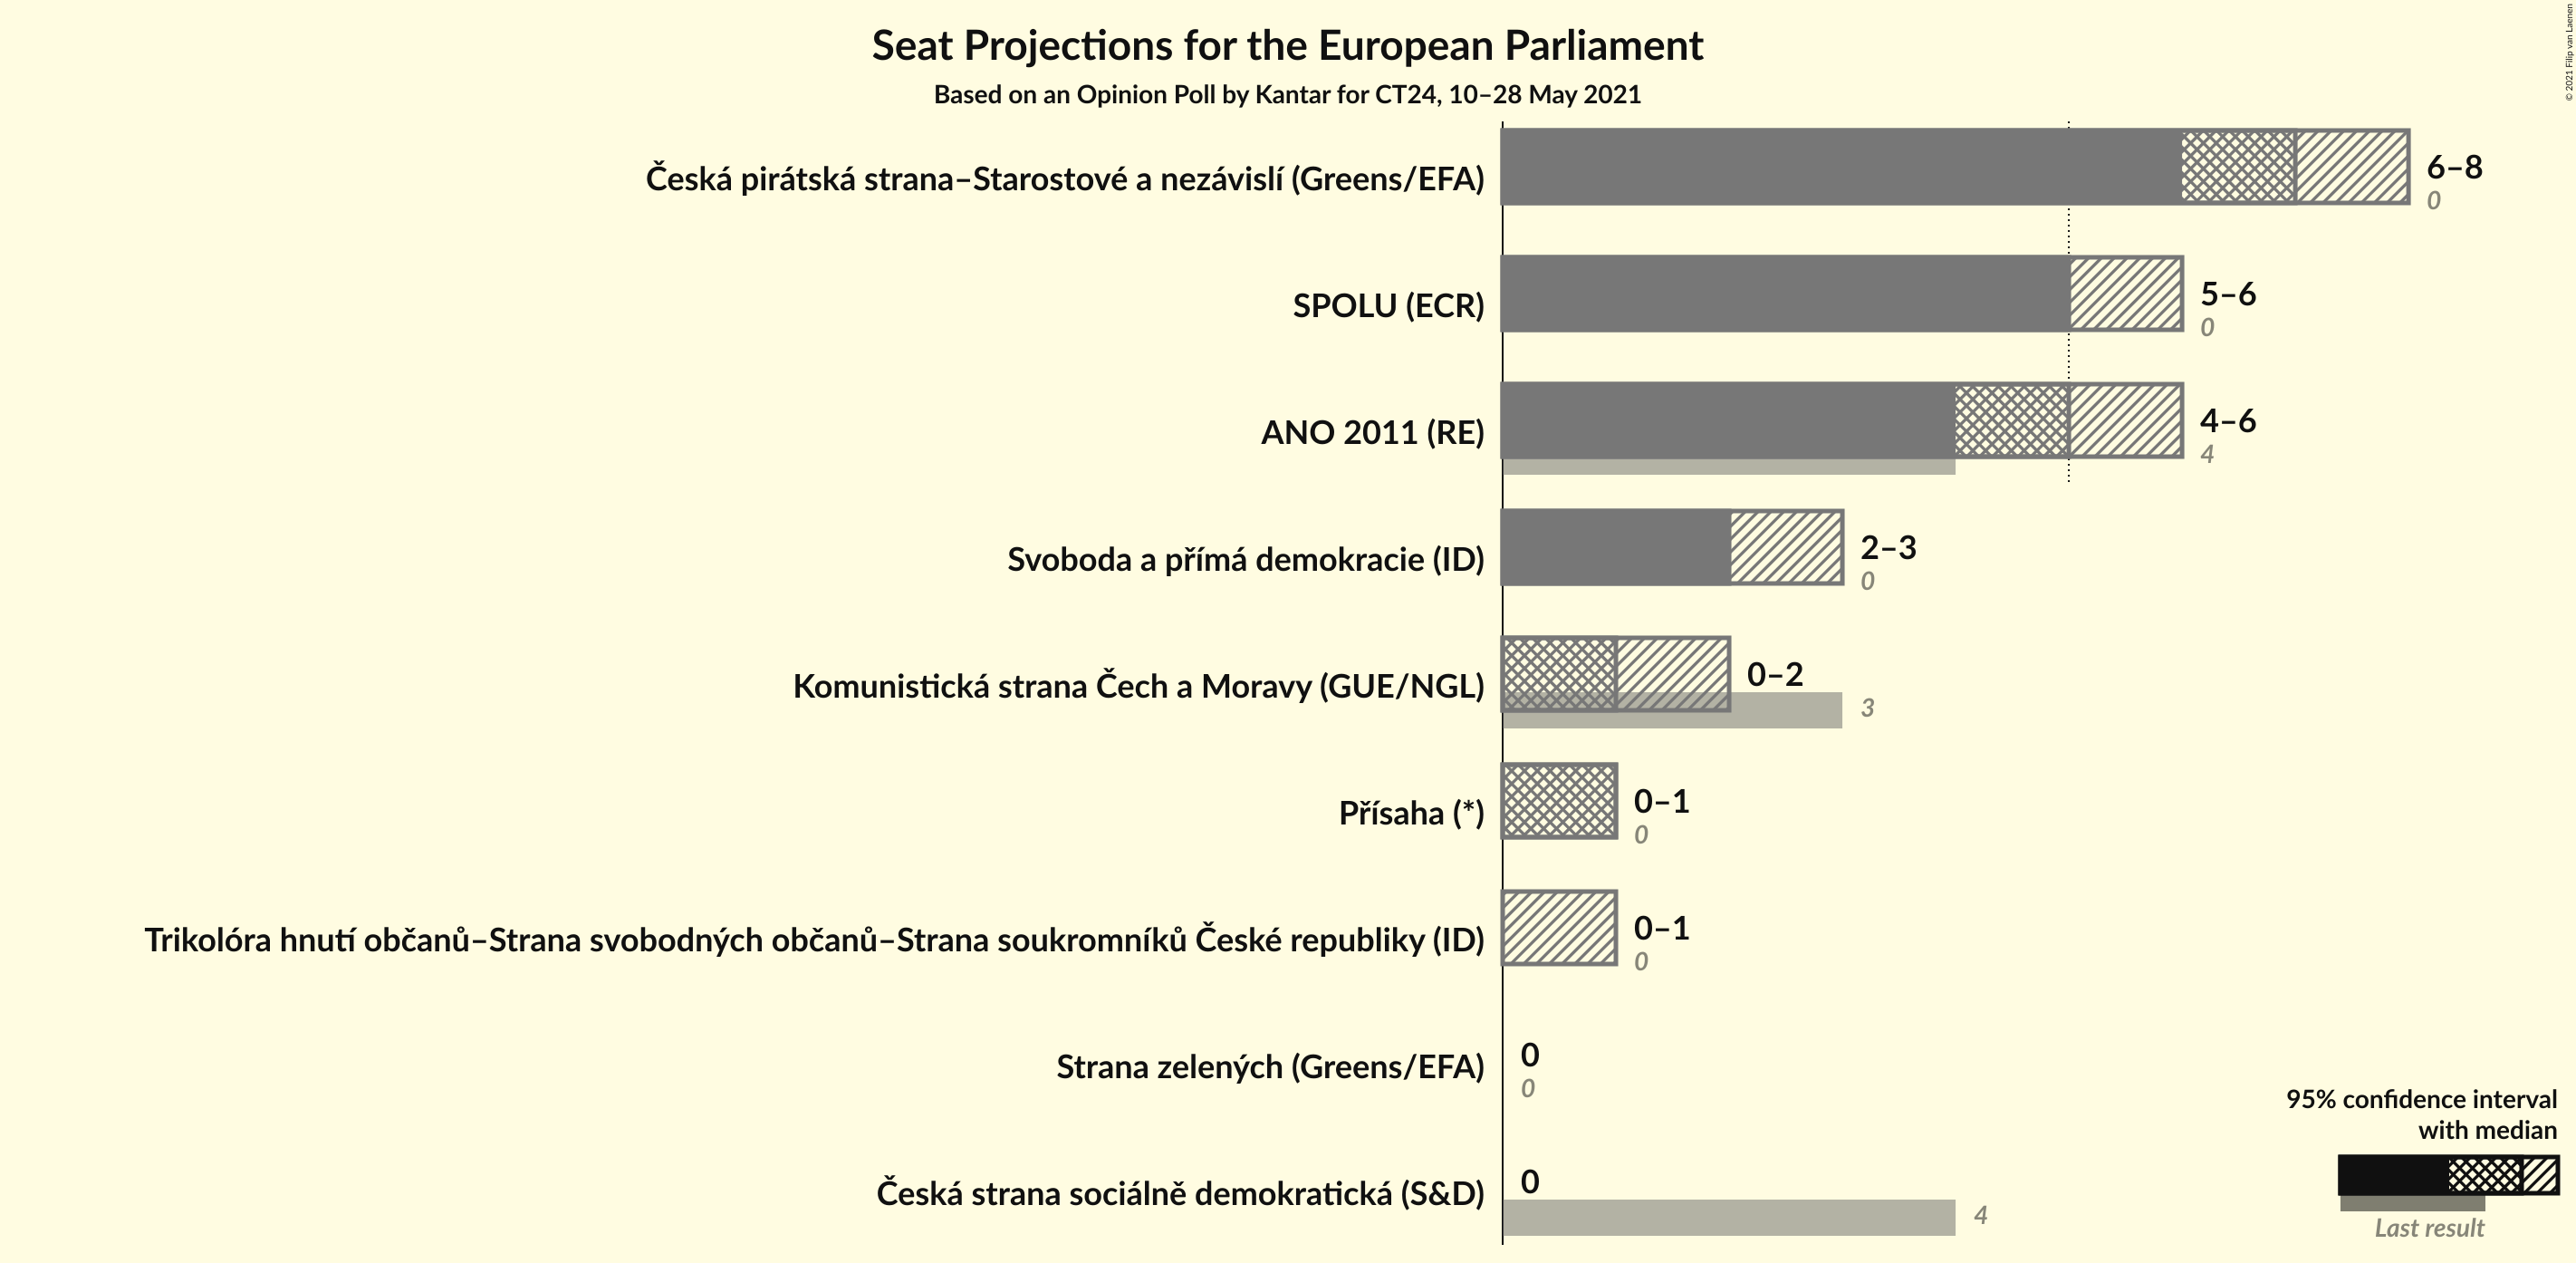 Seat Projections for the European Parliament
Based on an Opinion Poll by Kantar for CT24, 10–28 May 2021
© 2021 Filip van Laenen
Česká pirátská strana–Starostové a nezávislí (Greens/EFA)
6–8
0
SPOLU (ECR)
5–6
0
ANO 2011 (RE)
4–6
4
Svoboda a přímá demokracie (ID)
2–3
0
Komunistická strana Čech a Moravy (GUE/NGL)
0–2
3
Přísaha (*)
0–1
0
Trikolóra hnutí občanů–Strana svobodných občanů–Strana soukromníků České republiky (ID)
0–1
0
Strana zelených (Greens/EFA)
0
0
Česká strana sociálně demokratická (S&D)
0
4
95% confidence interval
with median
Last result